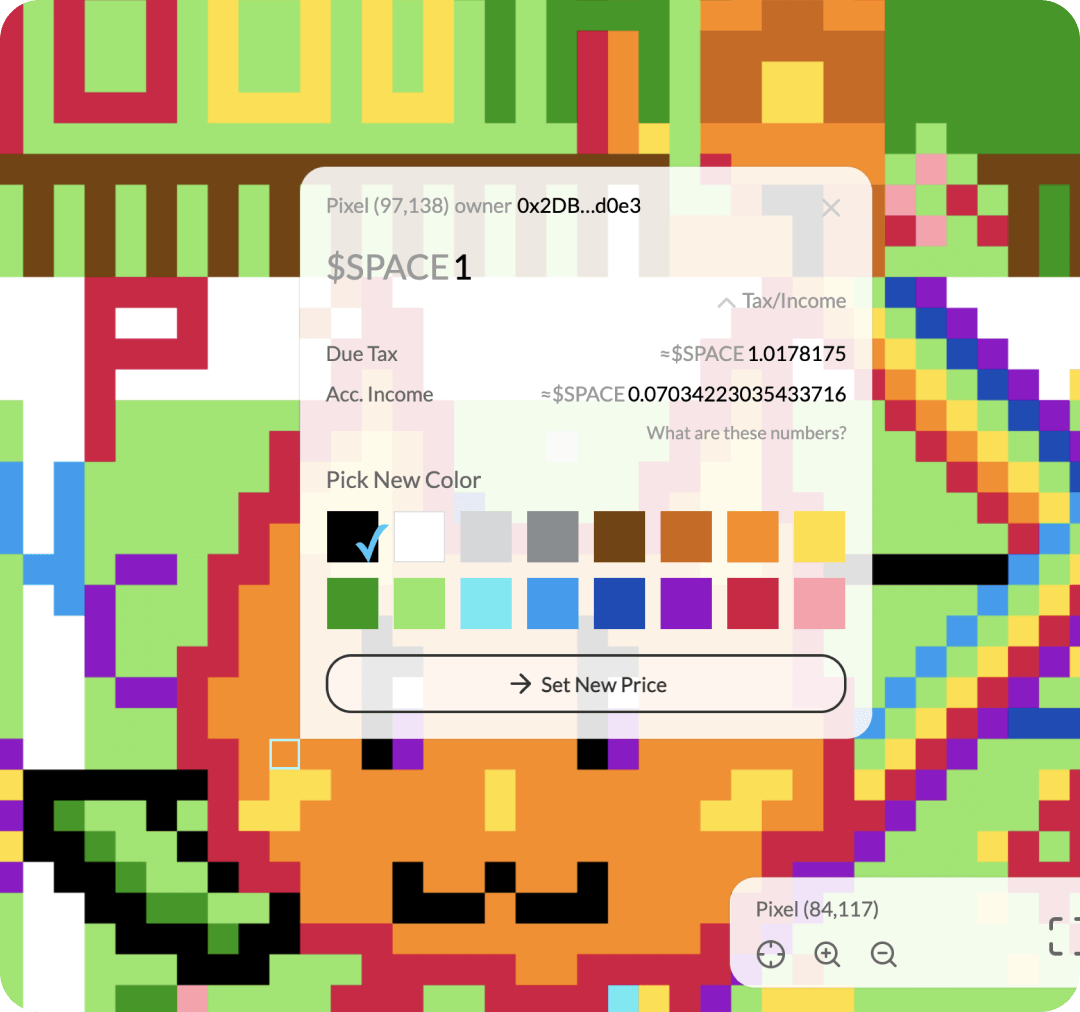 Pixel (97,138) owner 0x2DB...d0e3
$SPACE 1
Tax/Income
Due Tax ≈$SPACE 1.0178175
Acc. Income ≈$SPACE 0.07034223035433716
What are these numbers?
Pick New Color
Set New Price
Pixel (84,117)